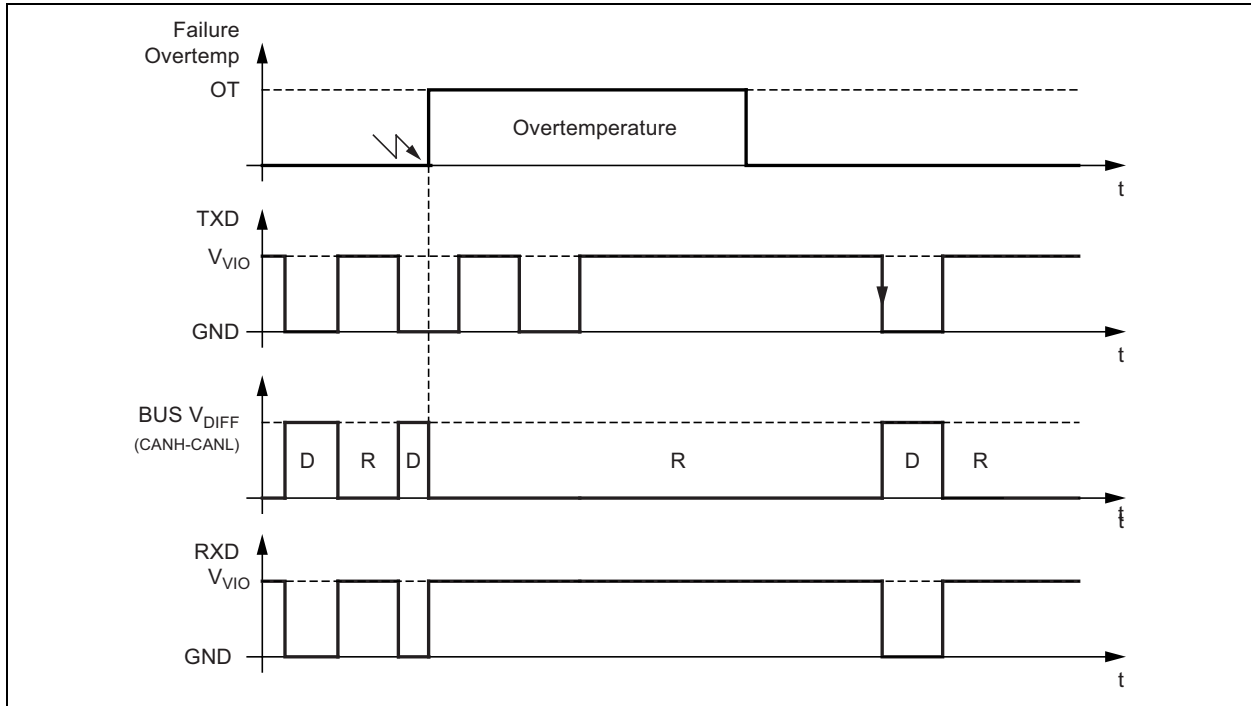 Failure
Overtemp
OT
Overtemperature
t
TXD
VVIO
GND
t
BUS VDIFF
(CANH-CANL)
D
R
D
R
D
R
t
t
RXD
VVIO
GND
t